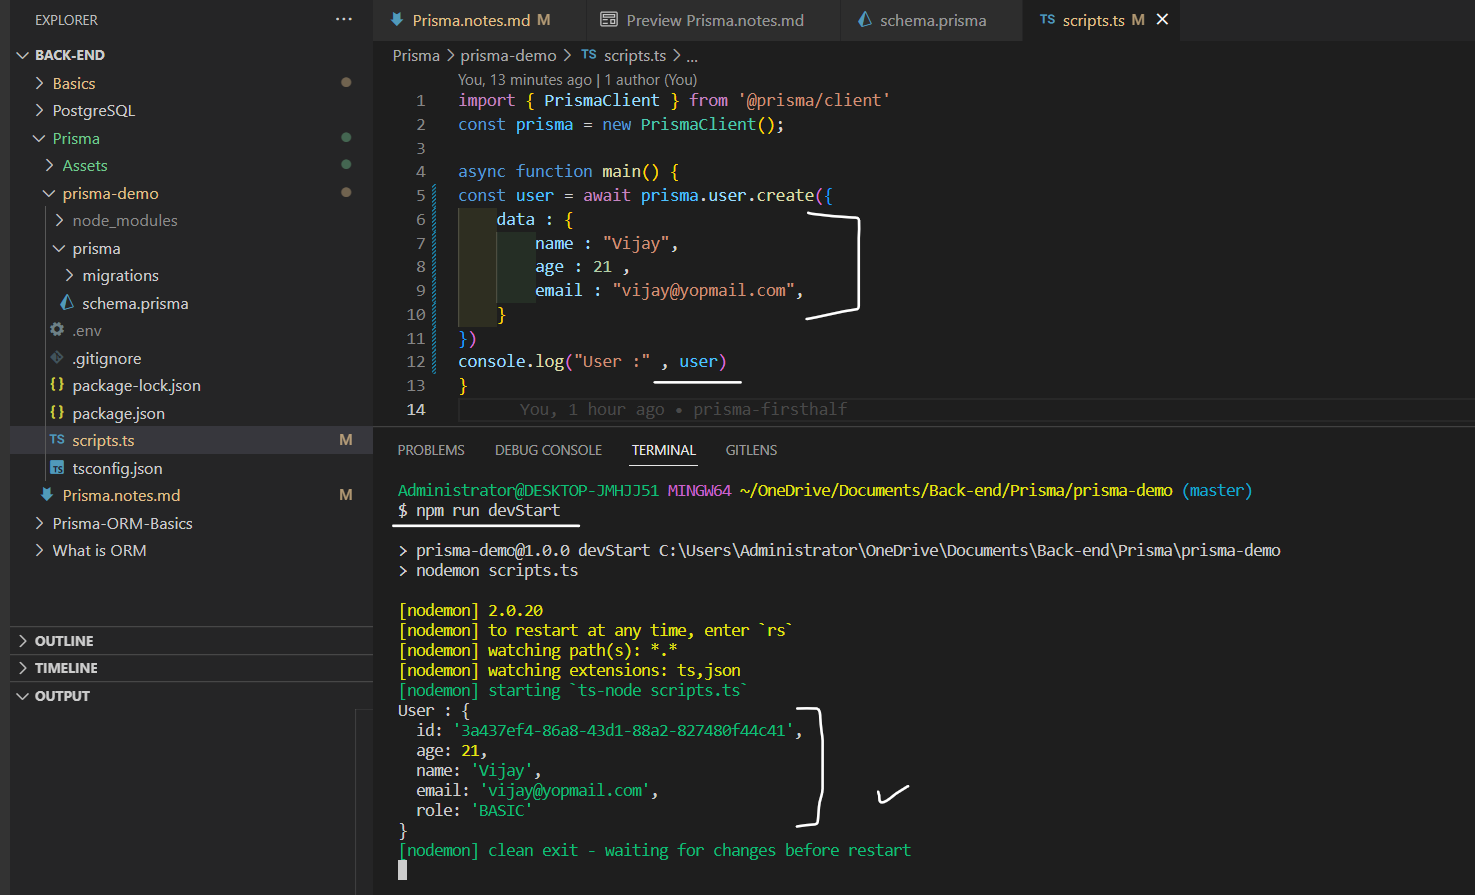 EXPLORER ...
BACK-END
Basics
PostgreSQL
Prisma
Assets
prisma-demo
node_modules
prisma
migrations
schema.prisma
.env
.gitignore
{} package-lock.json
{} package.json
TS scripts.ts M
TS tsconfig.json
Prisma.notes.md M
Prisma-ORM-Basics
What is ORM
OUTLINE
TIMELINE
OUTPUT
Prisma.notes.md M
Preview Prisma.notes.md
schema.prisma
TS scripts.ts M
Prisma > prisma-demo > TS scripts.ts > ...
You, 13 minutes ago | 1 author (You)
1 import { PrismaClient } from '@prisma/client'
2 const prisma = new PrismaClient();
3
4 async function main() {
5 const user = await prisma.user.create({
6 data : {
7 name : "Vijay",
8 age : 21 ,
9 email : "vijay@yopmail.com",
10 }
11 })
12 console.log("User :" , user)
13 }
14 You, 1 hour ago • prisma-firsthalf
PROBLEMS DEBUG CONSOLE TERMINAL GITLENS
Administrator@DESKTOP-JMHJJ51 MINGW64 ~/OneDrive/Documents/Back-end/Prisma/prisma-demo (master)
$ npm run devStart
> prisma-demo@1.0.0 devStart C:\Users\Administrator\OneDrive\Documents\Back-end\Prisma\prisma-demo
> nodemon scripts.ts
[nodemon] 2.0.20
[nodemon] to restart at any time, enter `rs`
[nodemon] watching path(s): *.*
[nodemon] watching extensions: ts,json
[nodemon] starting `ts-node scripts.ts`
User : {
id: '3a437ef4-86a8-43d1-88a2-827480f44c41',
age: 21,
name: 'Vijay',
email: 'vijay@yopmail.com',
role: 'BASIC'
}
[nodemon] clean exit - waiting for changes before restart